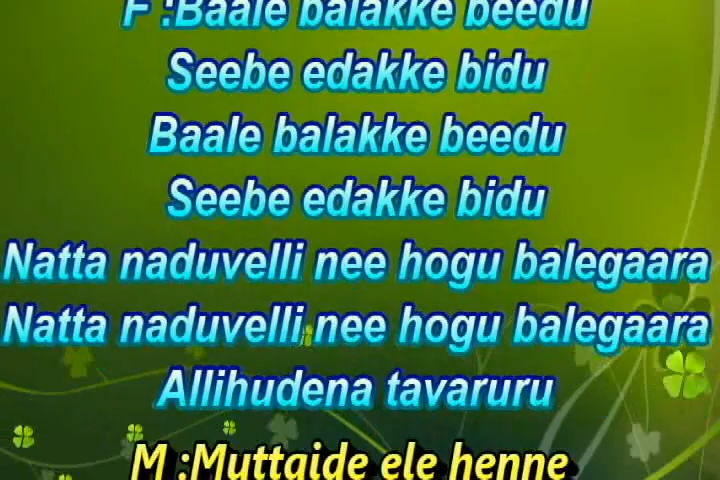 F :Baale balakke beedu
Seebe edakke bidu
Baale balakke beedu
Seebe edakke bidu
Natta naduvelli nee hogu balegaara
Natta naduvelli nee hogu balegaara
Allihudena tavaruru
M :Muttaide ele henne